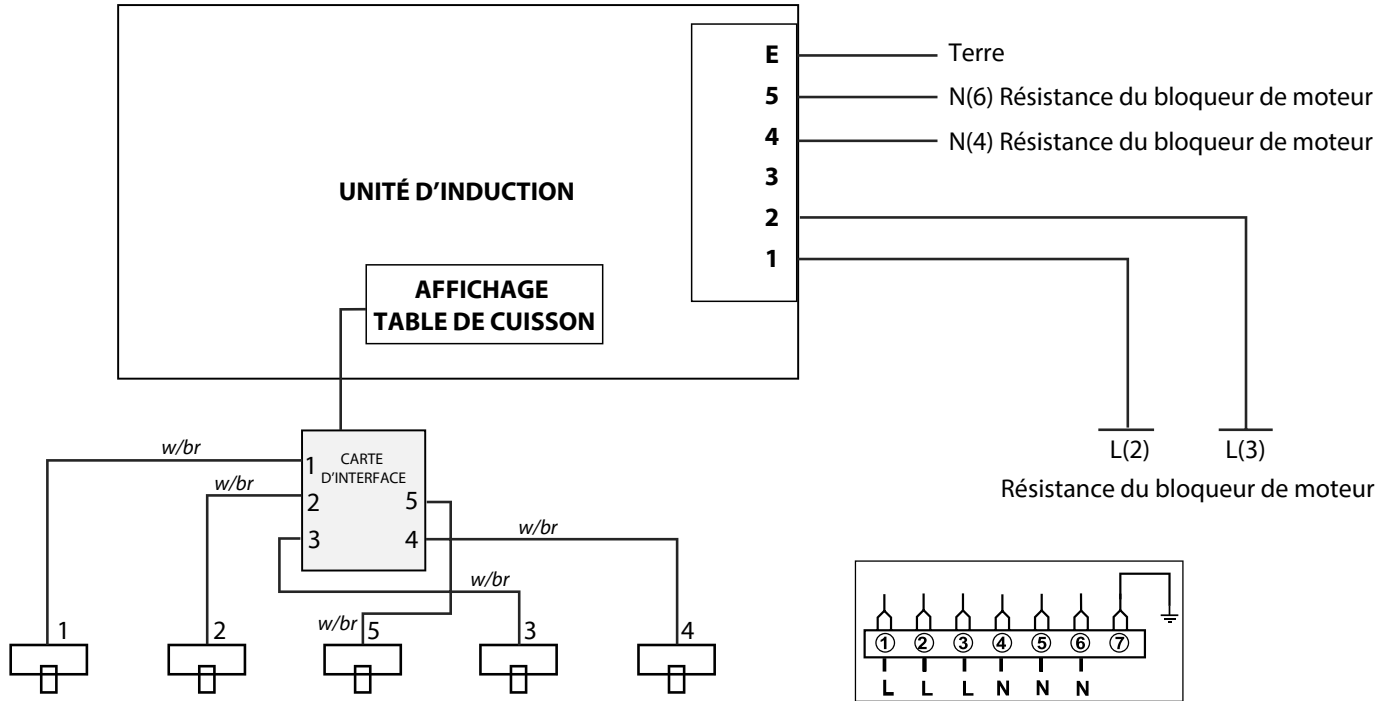 E
Terre
5
N(6) Résistance du bloqueur de moteur
4
N(4) Résistance du bloqueur de moteur
3
UNITÉ D’INDUCTION
2
1
AFFICHAGE
TABLE DE CUISSON
L(2)
L(3)
Résistance du bloqueur de moteur
w/br
1
CARTE
D’INTERFACE
w/br
2
5
3
4
w/br
w/br
w/br
1
2
5
3
4
1 2 3 4 5 6 7
L L L N N N